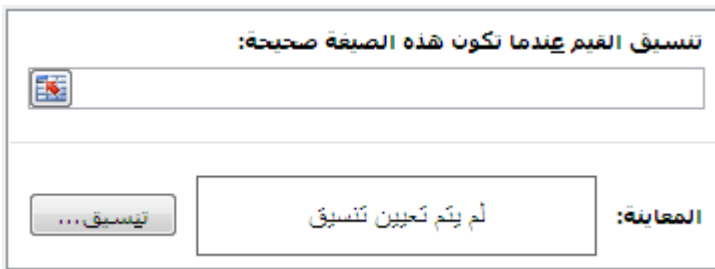 تنسيق القيم عندما تكون هذه الصيغة صحيحة:
المعاينة:
لم يتم تعيين تنسيق
تنسيق...